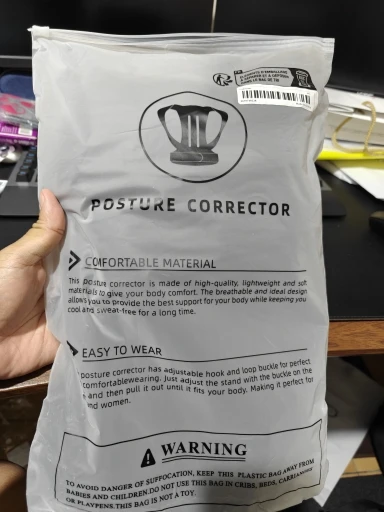 POSTURE CORRECTOR
COMFORTABLE MATERIAL
This posture corrector is made of high-quality, lightweight and soft
materials to give your body comfort. The breathable and ideal design
allows you to provide the best support for your body while keeping you
cool and sweat-free for a long time.
EASY TO WEAR
posture corrector has adjustable hook and loop buckle for perfect
comfortablewearing. Just adjust the stand with the buckle on the
and then pull it out until it fits your body. Making it perfect for
and women.
WARNING
TO AVOID DANGER OF SUFFOCATION, KEEP THIS PLASTIC BAG AWAY FROM
BABIES AND CHILDREN.DO NOT USE THIS BAG IN CRIBS, BEDS, CARRIAGES
OR PLAYPENS.THIS BAG IS NOT A TOY.